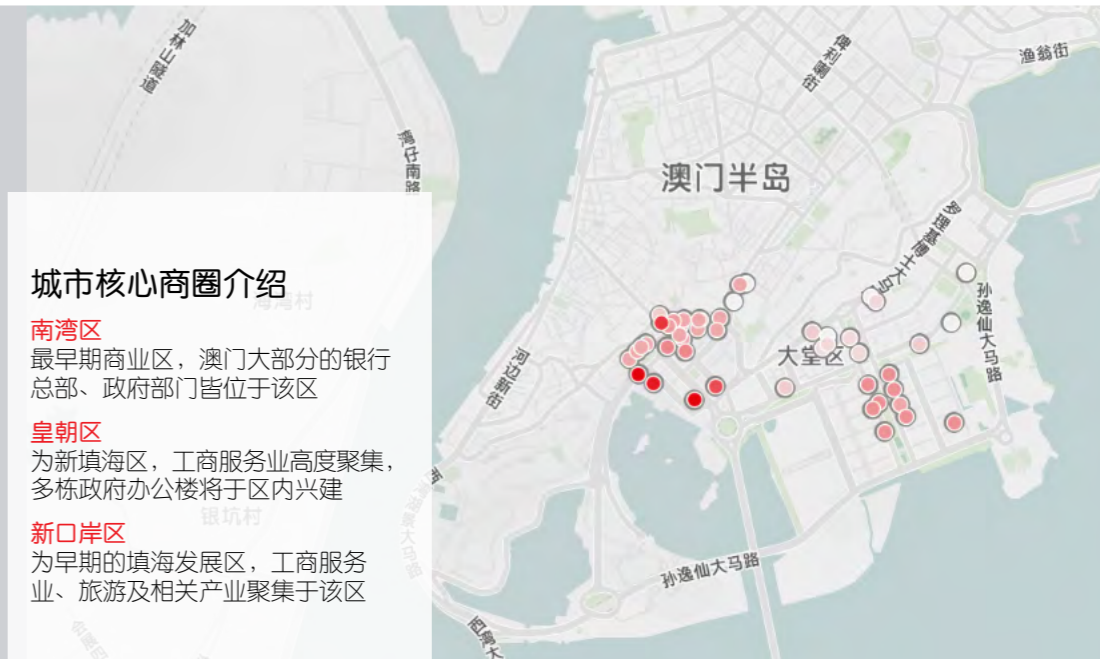 加林山隧道
俾利喇街
渔翁街
湾仔南路
澳门半岛
罗理基博士大马
孙逸仙大马路
大堂区
河边新街
孙逸仙大马路
西湾大
城市核心商圈介绍
湾村
南湾区
最早期商业区，澳门大部分的银行
总部、政府部门皆位于该区
皇朝区
为新填海区，工商服务业高度聚集，
多栋政府办公楼将于区内兴建
银坑村
新口岸区
为早期的填海发展区，工商服务
业、旅游及相关产业聚集于该区